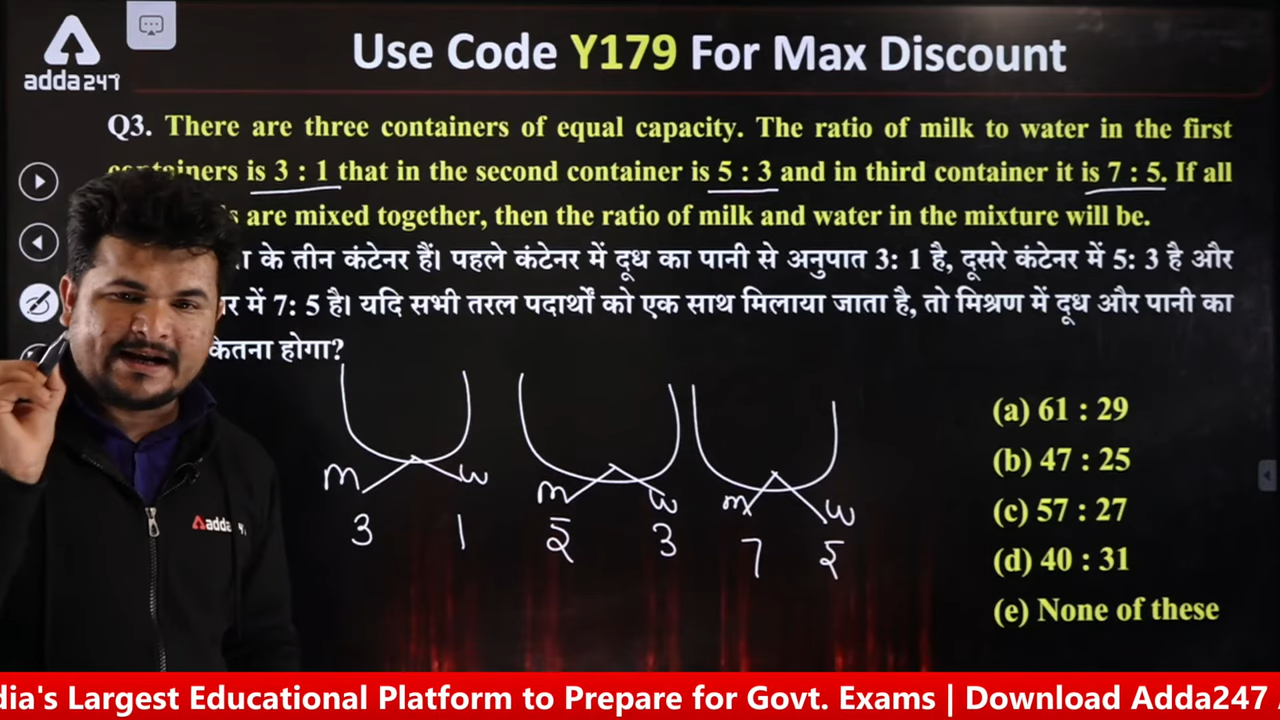 adda247
Use Code Y179 For Max Discount
Q3. There are three containers of equal capacity. The ratio of milk to water in the first
containers is 3 : 1 that in the second container is 5 : 3 and in third container it is 7 : 5. If all
are mixed together, then the ratio of milk and water in the mixture will be.
के तीन कंटेनर हैं। पहले कंटेनर में दूध का पानी से अनुपात 3: 1 है, दूसरे कंटेनर में 5: 3 है और
में 7: 5 है। यदि सभी तरल पदार्थों को एक साथ मिलाया जाता है, तो मिश्रण में दूध और पानी का
होगा?
(a) 61 : 29
(b) 47 : 25
(c) 57 : 27
(d) 40 : 31
(e) None of these
m w m w m w
3 1 5 3 7 5
adda
dia's Largest Educational Platform to Prepare for Govt. Exams | Download Adda247